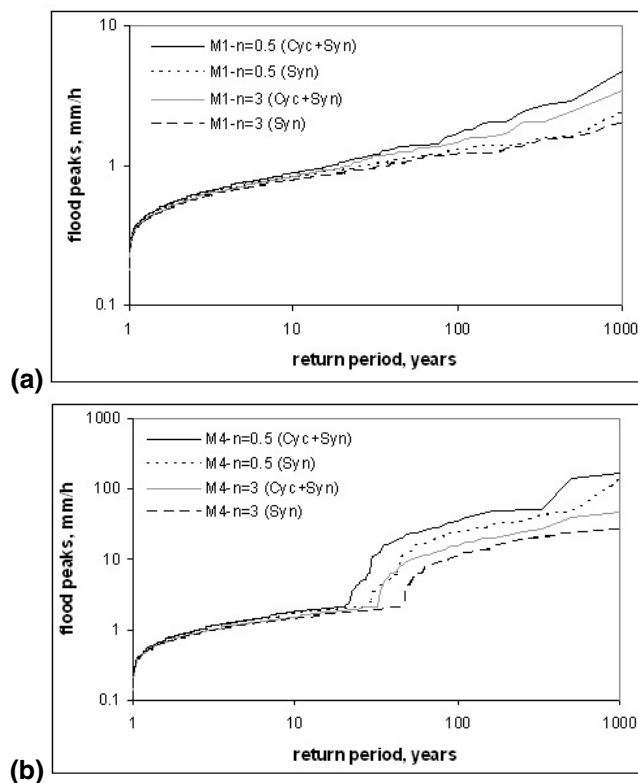 (a)
10
1
0.1
flood peaks, mm/h
M1-n=0.5 (Cyc+Syn)
M1-n=0.5 (Syn)
M1-n=3 (Cyc+Syn)
M1-n=3 (Syn)
1 10 100 1000
return period, years
(b)
1000
100
10
1
0.1
flood peaks, mm/h
M4-n=0.5 (Cyc+Syn)
M4-n=0.5 (Syn)
M4-n=3 (Cyc+Syn)
M4-n=3 (Syn)
1 10 100 1000
return period, years